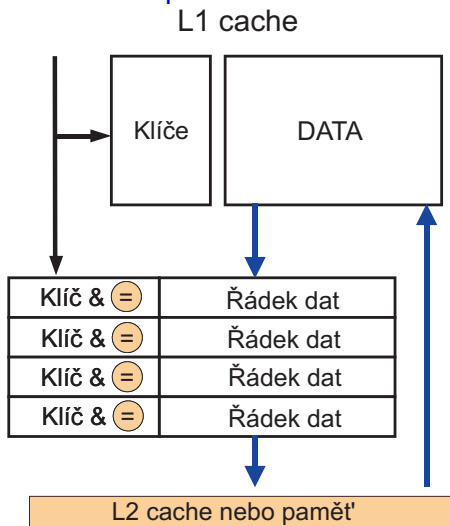 L1 cache
Klíče
DATA
Klíč & = Řádek dat
Klíč & = Řádek dat
Klíč & = Řádek dat
Klíč & = Řádek dat
L2 cache nebo pamět'